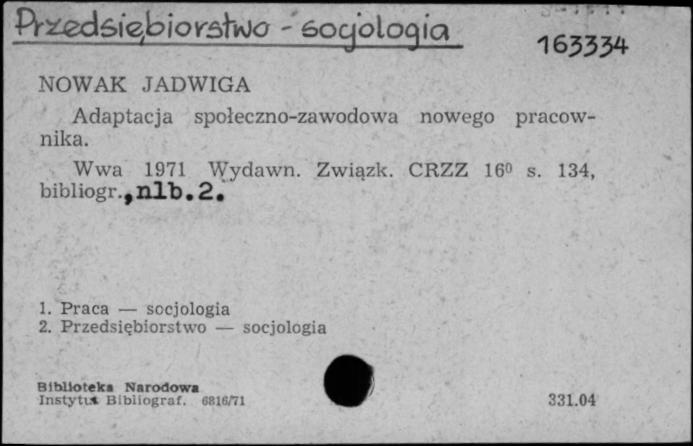 Przedsiębiorstwo - socjologia
163334
NOWAK JADWIGA
Adaptacja społeczno-zawodowa nowego pracow-
nika.
Wwa 1971 Wydawn. Związk. CRZZ 16⁰ s. 134,
bibliogr., nlb.2.
1. Praca — socjologia
2. Przedsiębiorstwo — socjologia
Biblioteka Narodowa
Instytut Bibliograf. 6816/71
331.04